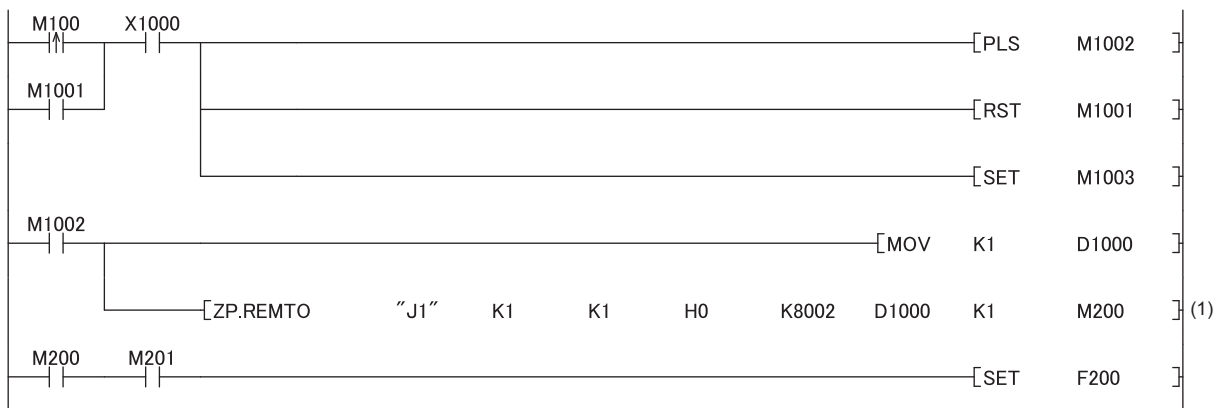 M100 X1000
[PLS M1002 ]
M1001
[RST M1001 ]
[SET M1003 ]
M1002
[MOV K1 D1000 ]
[ZP.REMTO "J1" K1 K1 H0 K8002 D1000 K1 M200 ] (1)
M200 M201
[SET F200 ]